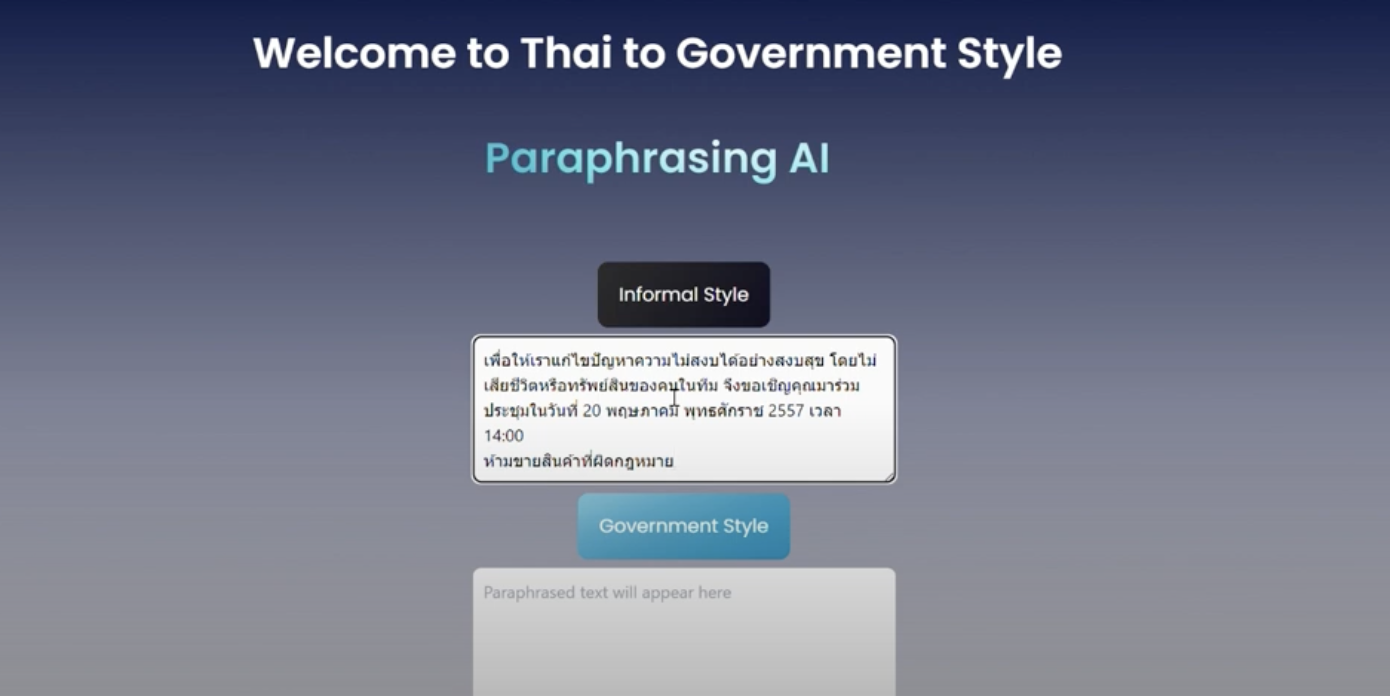 Welcome to Thai to Government Style
Paraphrasing AI
Informal Style
เพื่อให้เราแก้ไขปัญหาความไม่สงบได้อย่างสงบสุข โดยไม่
เสียชีวิตหรือทรัพย์สินของคนในทีม จึงขอเชิญคุณมาร่วม
ประชุมในวันที่ 20 พฤษภาคม พุทธศักราช 2557 เวลา
14:00
ห้ามขายสินค้าที่ผิดกฎหมาย
Government Style
Paraphrased text will appear here